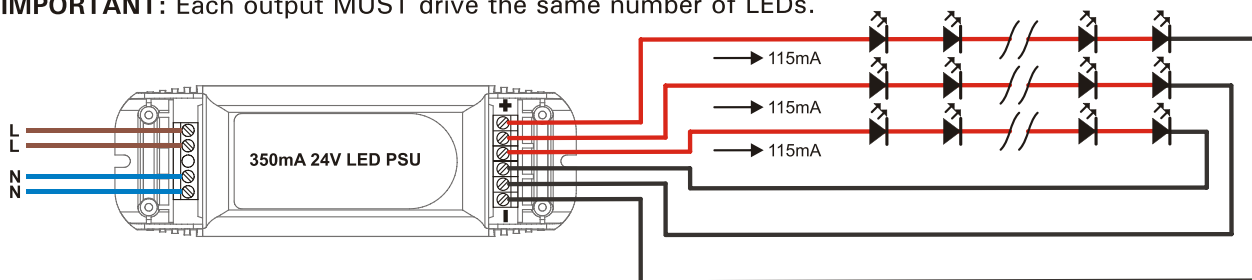 IMPORTANT: Each output MUST drive the same number of LEDs.
115mA
115mA
115mA
+
L
L
350mA 24V LED PSU
N
N
-